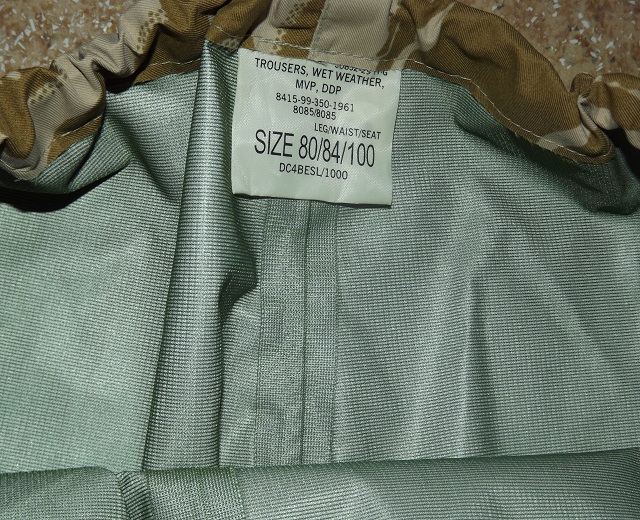 TROUSERS, WET WEATHER,
MVP, DDP
8415-99-350-1961
8085/8085
LEG/WAIST/SEAT
SIZE 80/84/100
DC4BESL/1000